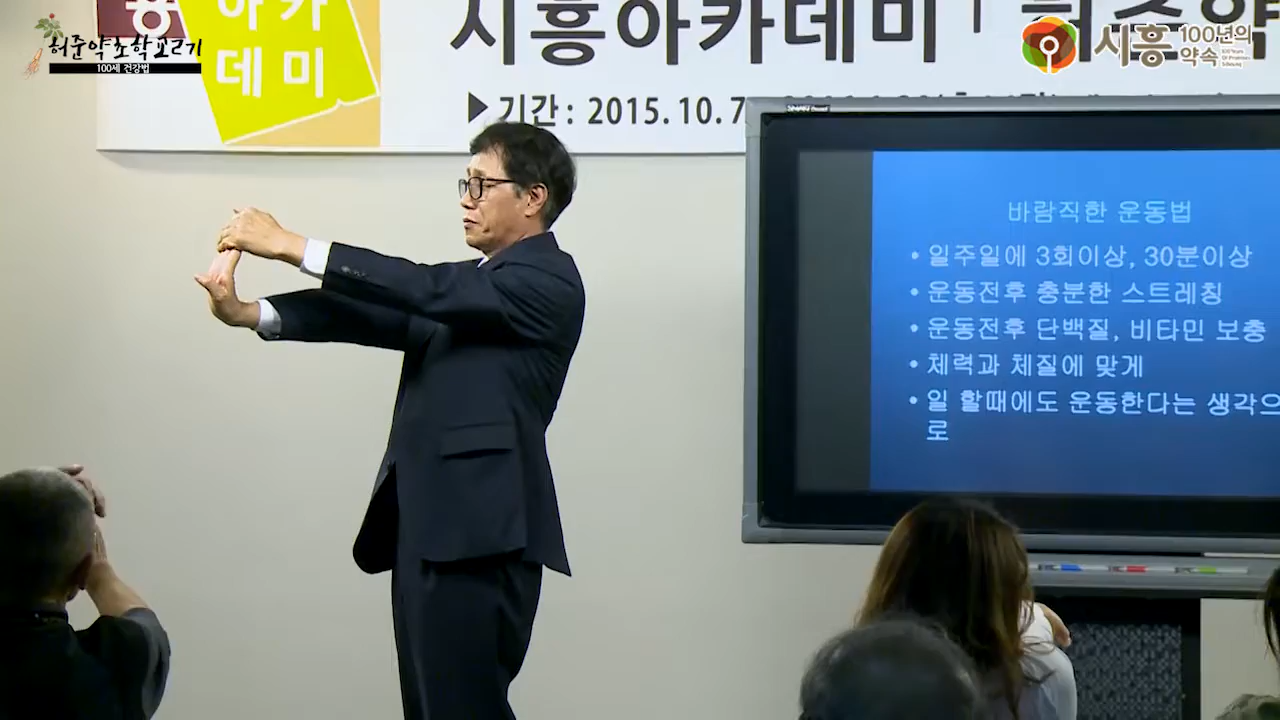 아카
데미
시흥아카데미「허준약
▶기간 : 2015. 10. 7
허준약초학교고기
100세 건강법
시흥 100년의 약속
바람직한 운동법
• 일주일에 3회이상, 30분이상
• 운동전후 충분한 스트레칭
• 운동전후 단백질, 비타민 보충
• 체력과 체질에 맞게
• 일 할때에도 운동한다는 생각으
로